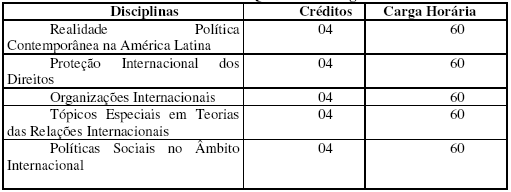 Disciplinas Créditos Carga Horária
Realidade Política 04 60
Contemporânea na América Latina
Proteção Internacional dos 04 60
Direitos
Organizações Internacionais 04 60
Tópicos Especiais em Teorias 04 60
das Relações Internacionais
Políticas Sociais no Âmbito 04 60
Internacional